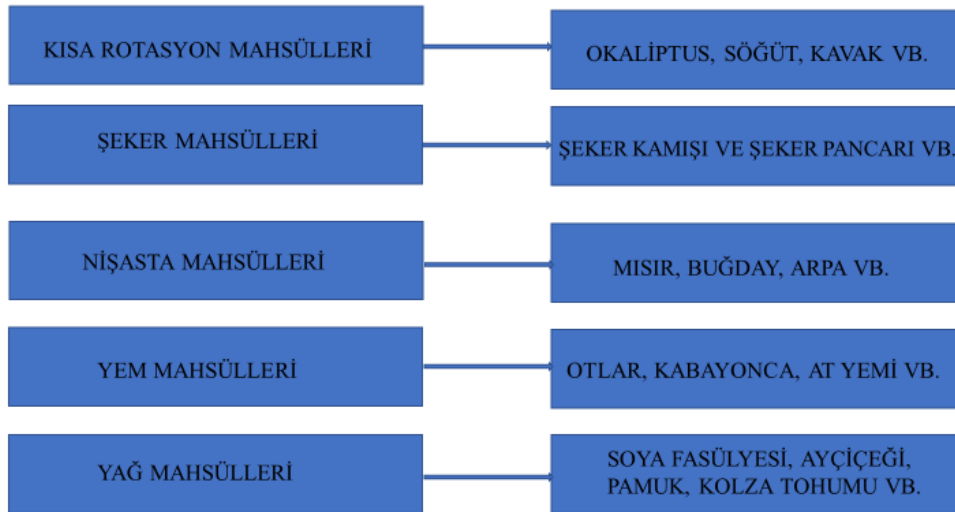 KISA ROTASYON MAHSÜLLERİ
OKALİPTUS, SÖĞÜT, KAVAK VB.
ŞEKER MAHSÜLLERİ
ŞEKER KAMIŞI VE ŞEKER PANCARI VB.
NİŞASTA MAHSÜLLERİ
MISIR, BUĞDAY, ARPA VB.
YEM MAHSÜLLERİ
OTLAR, KABAYONCA, AT YEMİ VB.
YAĞ MAHSÜLLERİ
SOYA FASÜLYESİ, AYÇİÇEĞİ,
PAMUK, KOLZA TOHUMU VB.